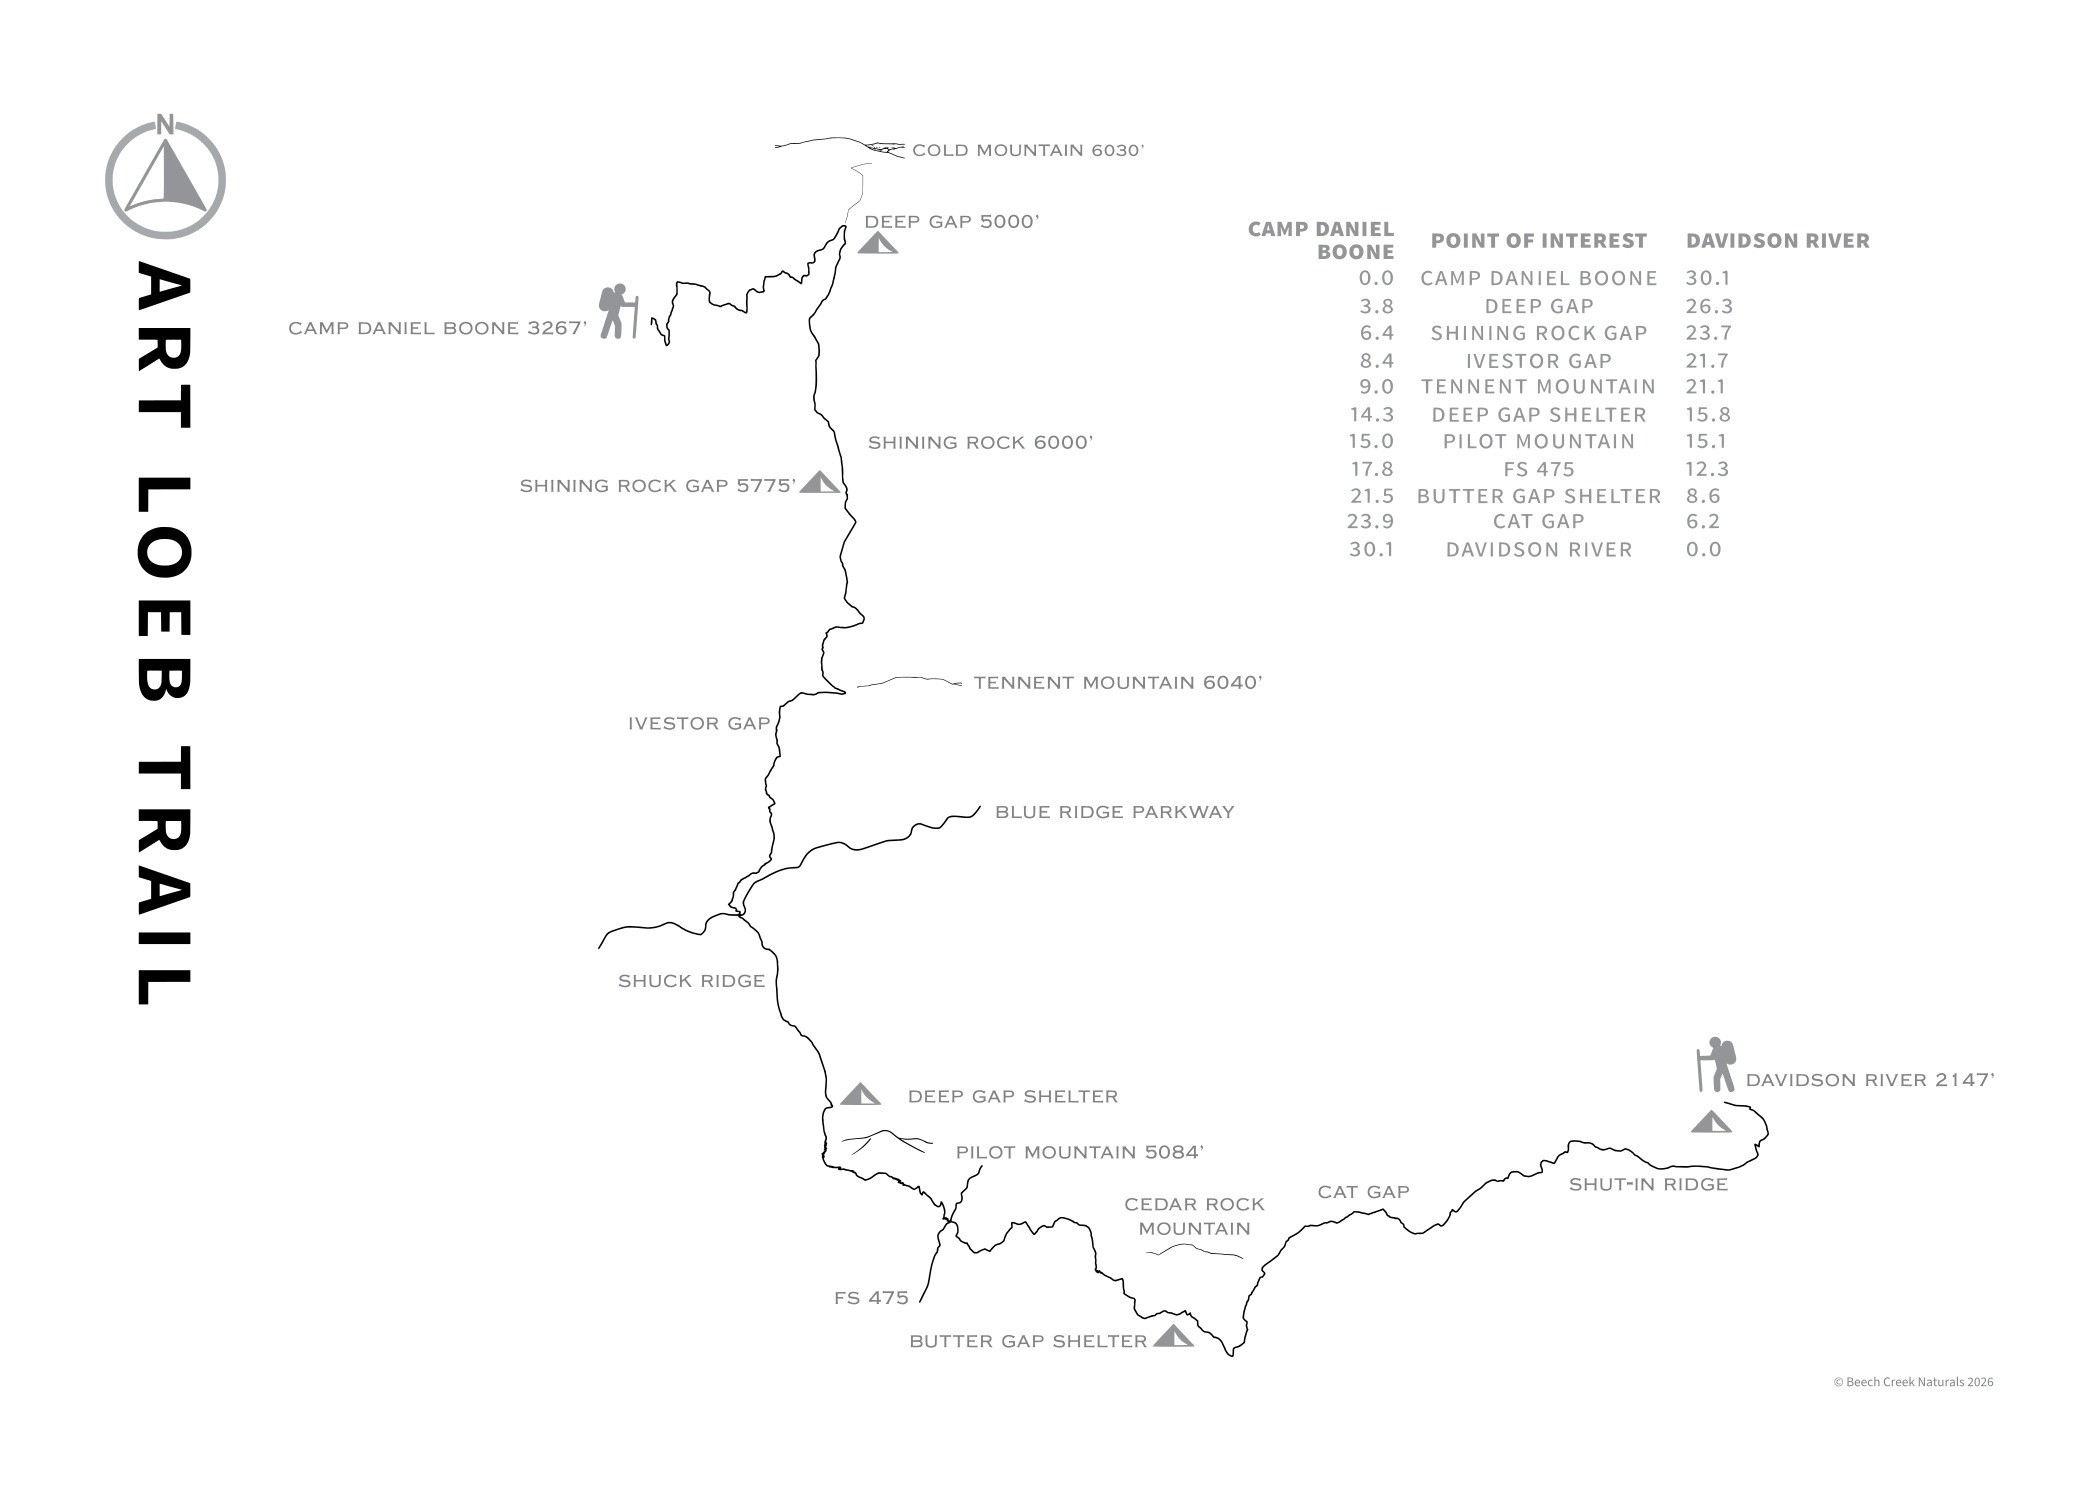 N
ART LOEB TRAIL
COLD MOUNTAIN 6030'
DEEP GAP 5000'
CAMP DANIEL BOONE 3267'
SHINING ROCK 6000'
SHINING ROCK GAP 5775'
TENNENT MOUNTAIN 6040'
IVESTOR GAP
BLUE RIDGE PARKWAY
SHUCK RIDGE
DEEP GAP SHELTER
PILOT MOUNTAIN 5084'
FS 475
BUTTER GAP SHELTER
CEDAR ROCK
MOUNTAIN
CAT GAP
SHUT-IN RIDGE
DAVIDSON RIVER 2147'
CAMP DANIEL
BOONE
POINT OF INTEREST
DAVIDSON RIVER
0.0 CAMP DANIEL BOONE 30.1
3.8 DEEP GAP 26.3
6.4 SHINING ROCK GAP 23.7
8.4 IVESTOR GAP 21.7
9.0 TENNENT MOUNTAIN 21.1
14.3 DEEP GAP SHELTER 15.8
15.0 PILOT MOUNTAIN 15.1
17.8 FS 475 12.3
21.5 BUTTER GAP SHELTER 8.6
23.9 CAT GAP 6.2
30.1 DAVIDSON RIVER 0.0
© Beech Creek Naturals 2026